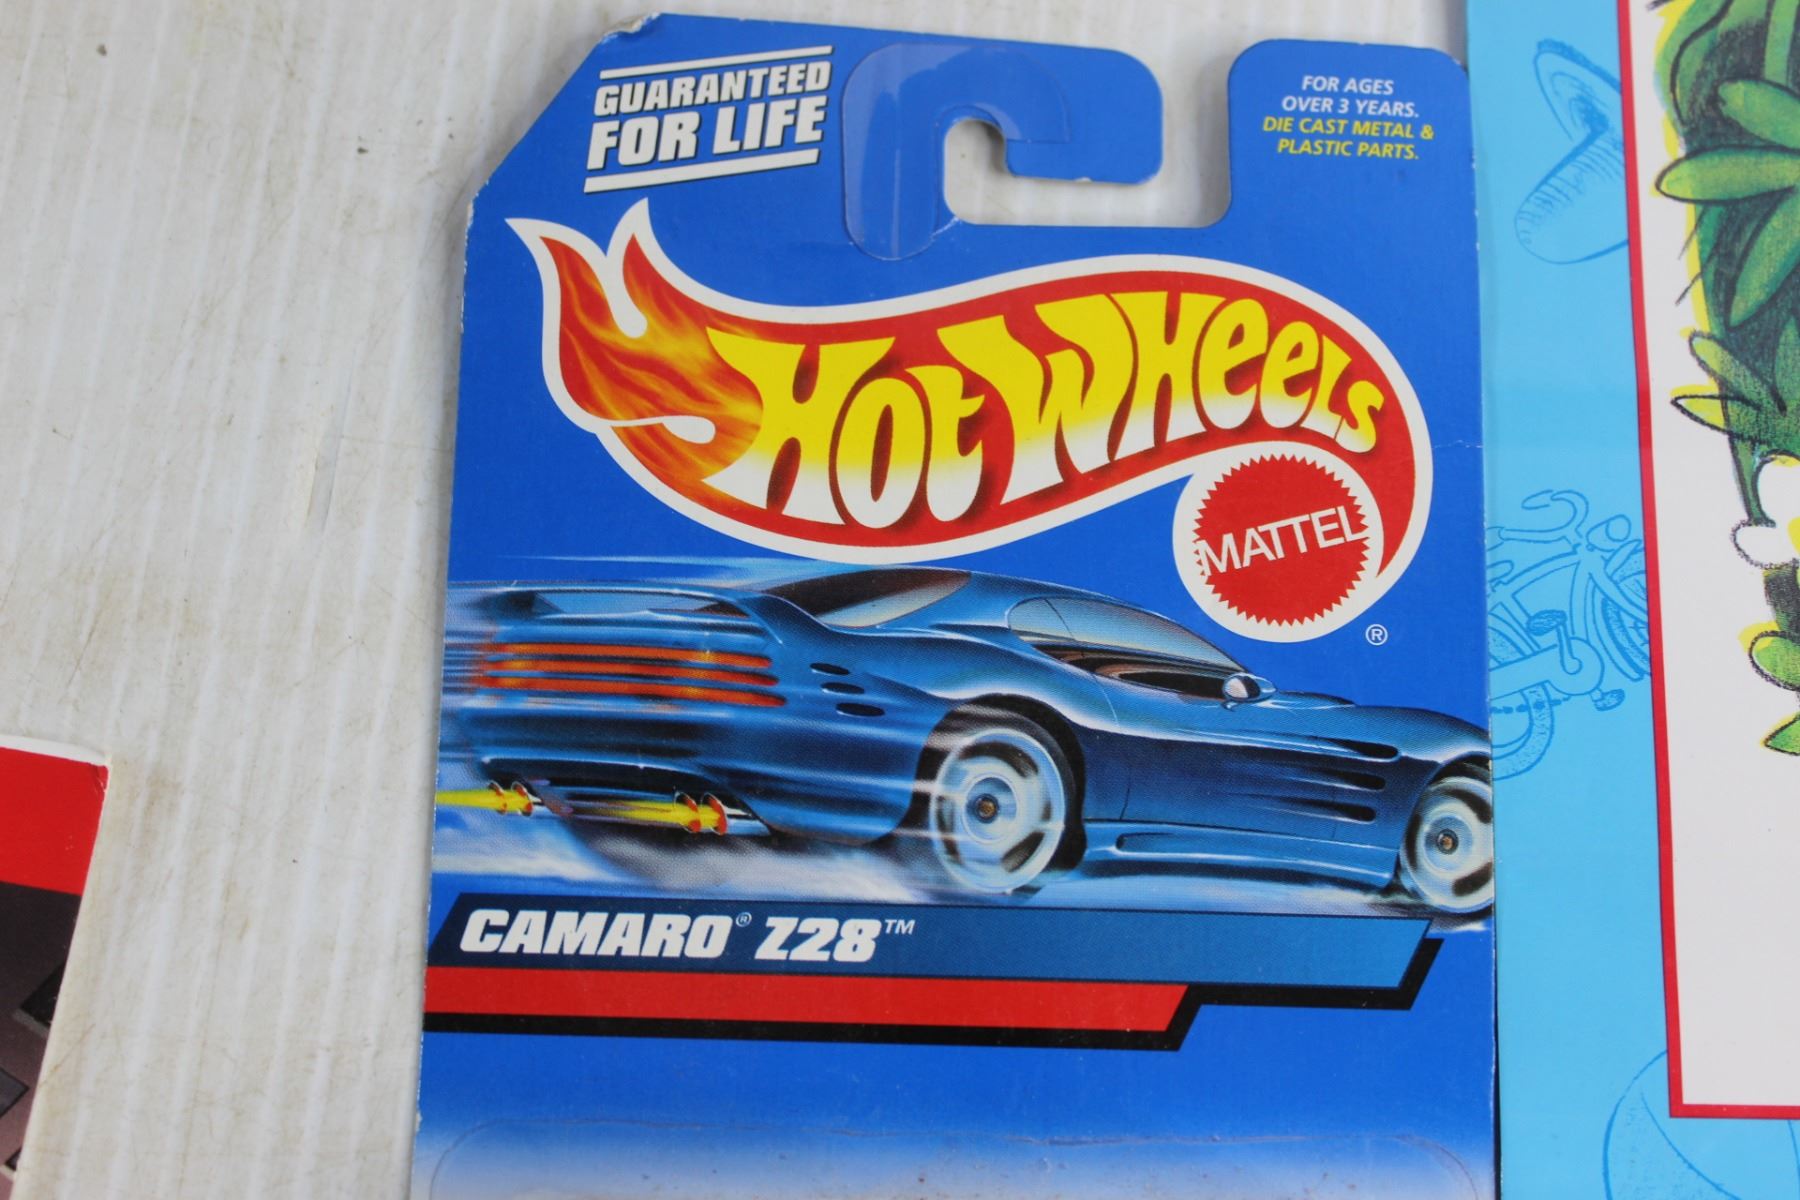 GUARANTEED
FOR LIFE
FOR AGES
OVER 3 YEARS.
DIE CAST METAL &
PLASTIC PARTS.
HOT WHEELS
MATTEL
®
CAMARO® Z28™